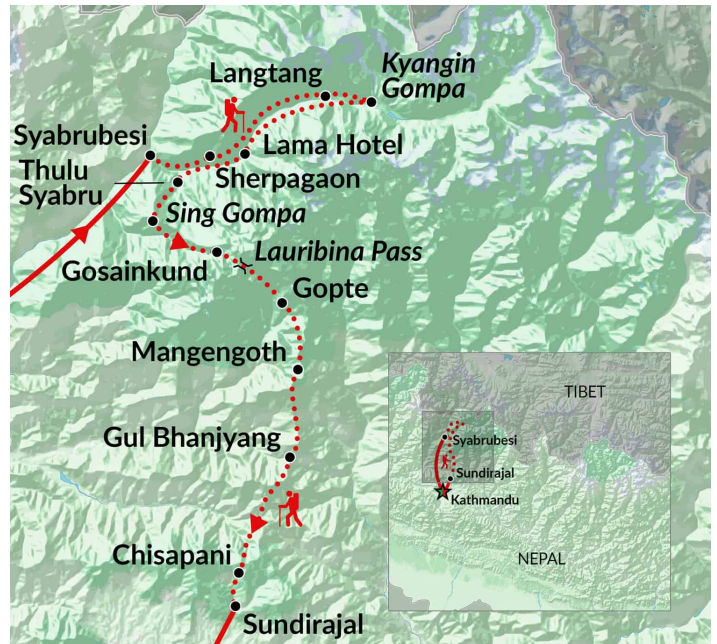 Langtang
Kyangin
Gompa
Syabrubesi
Lama Hotel
Thulu
Syabru
Sherpagaon
Sing Gompa
Lauribina Pass
Gosainkund
Gopte
Mangengoth
Gul Bhanjyang
Chisapani
Sundirajal
TIBET
Syabrubesi
Sundirajal
Kathmandu
NEPAL